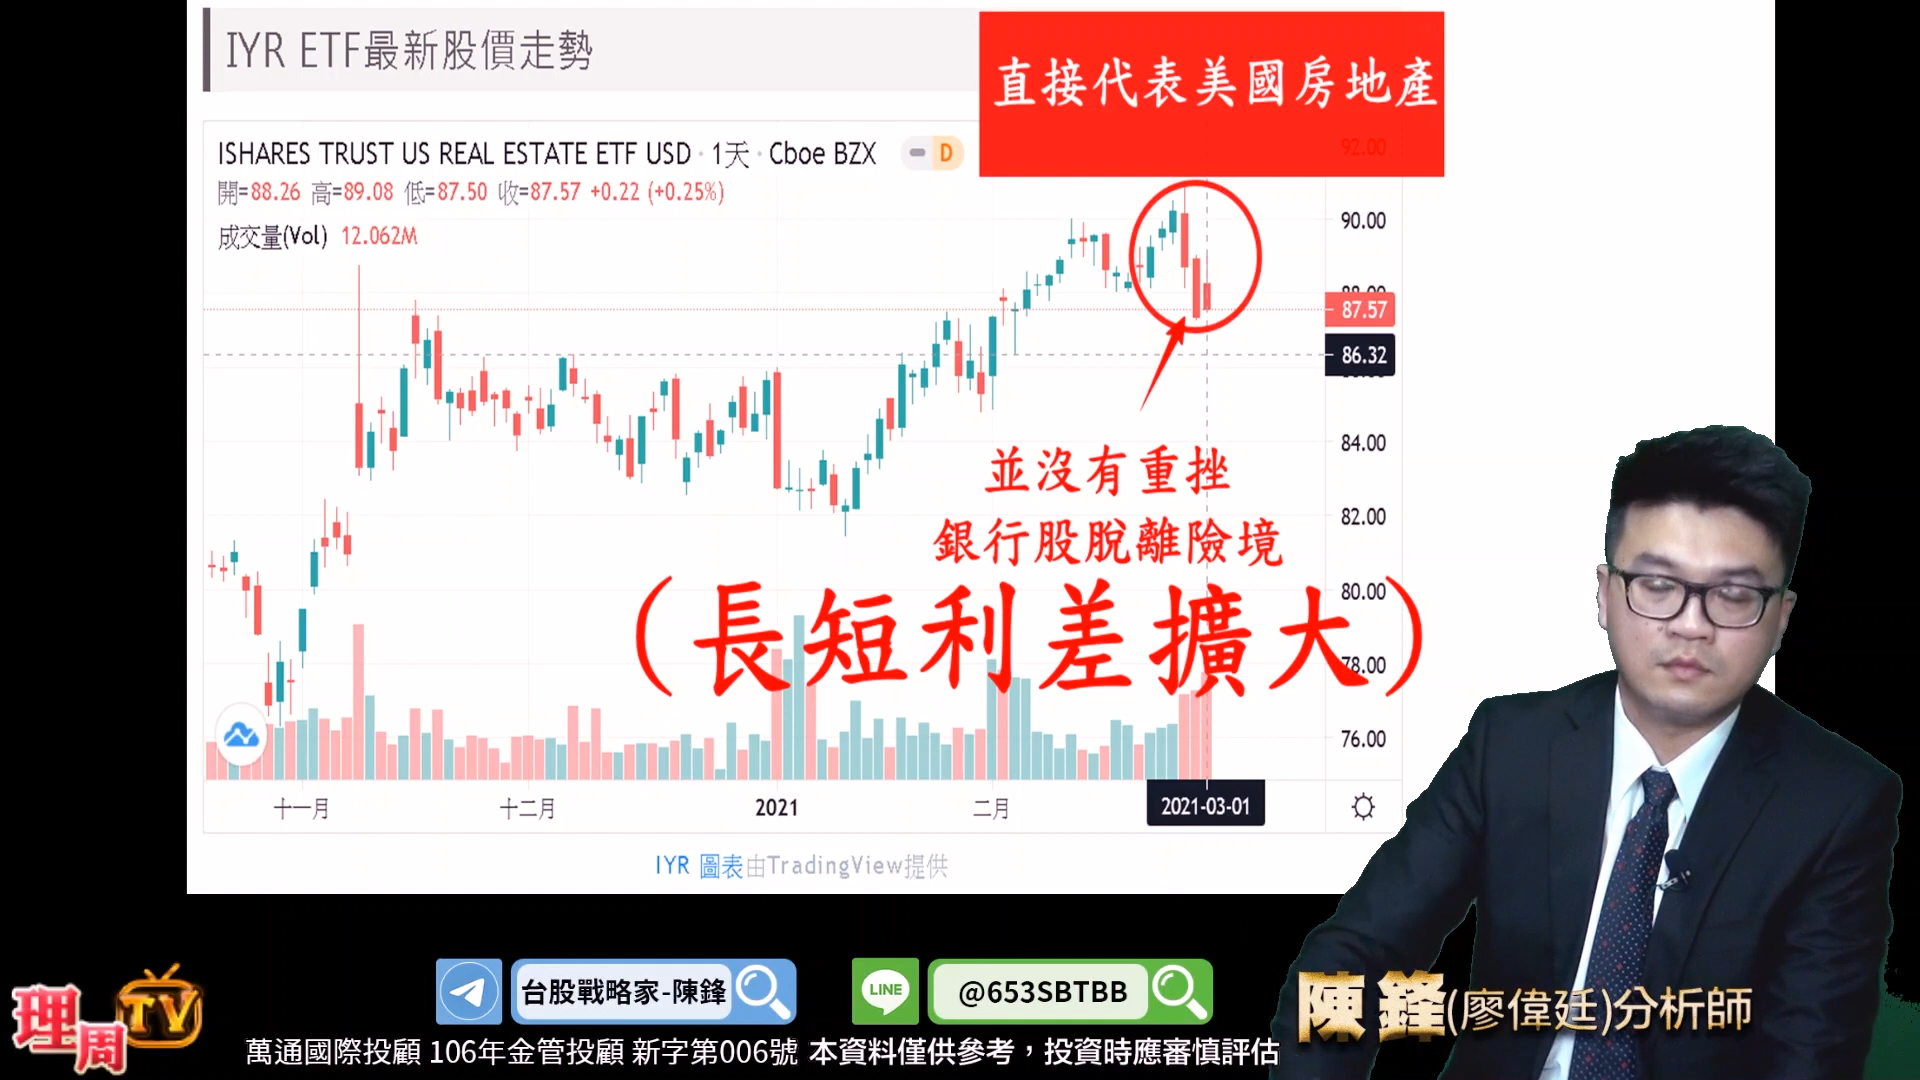 IYR ETF最新股價走勢
直接代表美國房地產
ISHARES TRUST US REAL ESTATE ETF USD · 1天 · Cboe BZX
D
開=88.26 高=89.08 低=87.50 收=87.57 +0.22 (+0.25%)
成交量(Vol) 12.062M
92.00
90.00
88.00
87.57
86.32
84.00
82.00
80.00
78.00
76.00
並沒有重挫
銀行股脫離險境
(長短利差擴大)
十一月 十二月 2021 二月 2021-03-01
IYR 圖表由TradingView提供
理周TV
台股戰略家-陳鋒
LINE @653SBTBB
陳鋒(廖偉廷)分析師
萬通國際投顧 106年金管投顧 新字第006號 本資料僅供參考，投資時應審慎評估